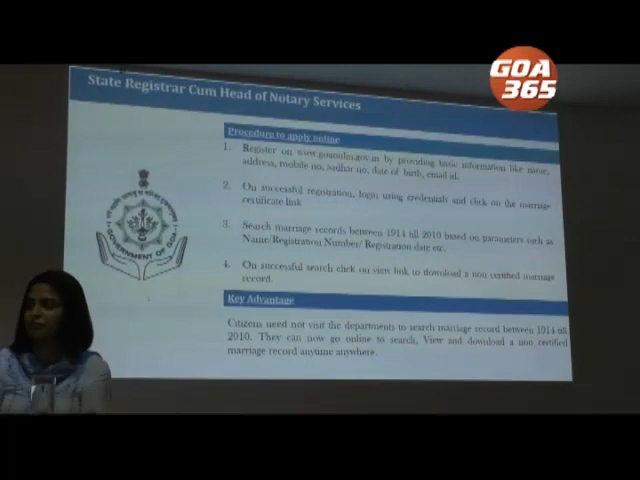 GOA
365
State Registrar Cum Head of Notary Services
Procedure to apply online
1. Register on www.goaonline.gov.in by providing basic information like name,
address, mobile no, aadhar no, date of birth, email id.
2. On successful registration, login using credentials and click on the marriage
certificate link
3. Search marriage records between 1914 till 2010 based on parameters such as
Name/Registration Number/ Registration date etc.
4. On successful search click on view link to download a non certified marriage
record.
GOVERNMENT OF GOA
Key Advantage
Citizens need not visit the departments to search marriage record between 1914 till
2010. They can now go online to search, View and download a non certified
marriage record anytime anywhere.